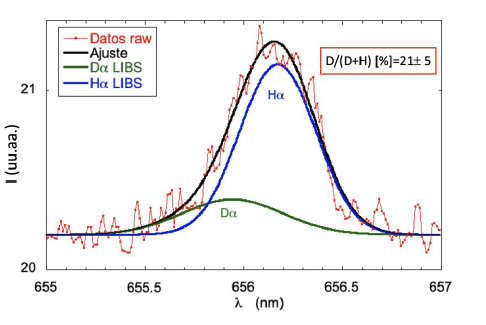 Datos raw
Ajuste
Dα LIBS
Hα LIBS
D/(D+H) [%]=21± 5
21
Hα
I (uu.aa.)
Dα
20
655
655.5
656
656.5
657
λ (nm)